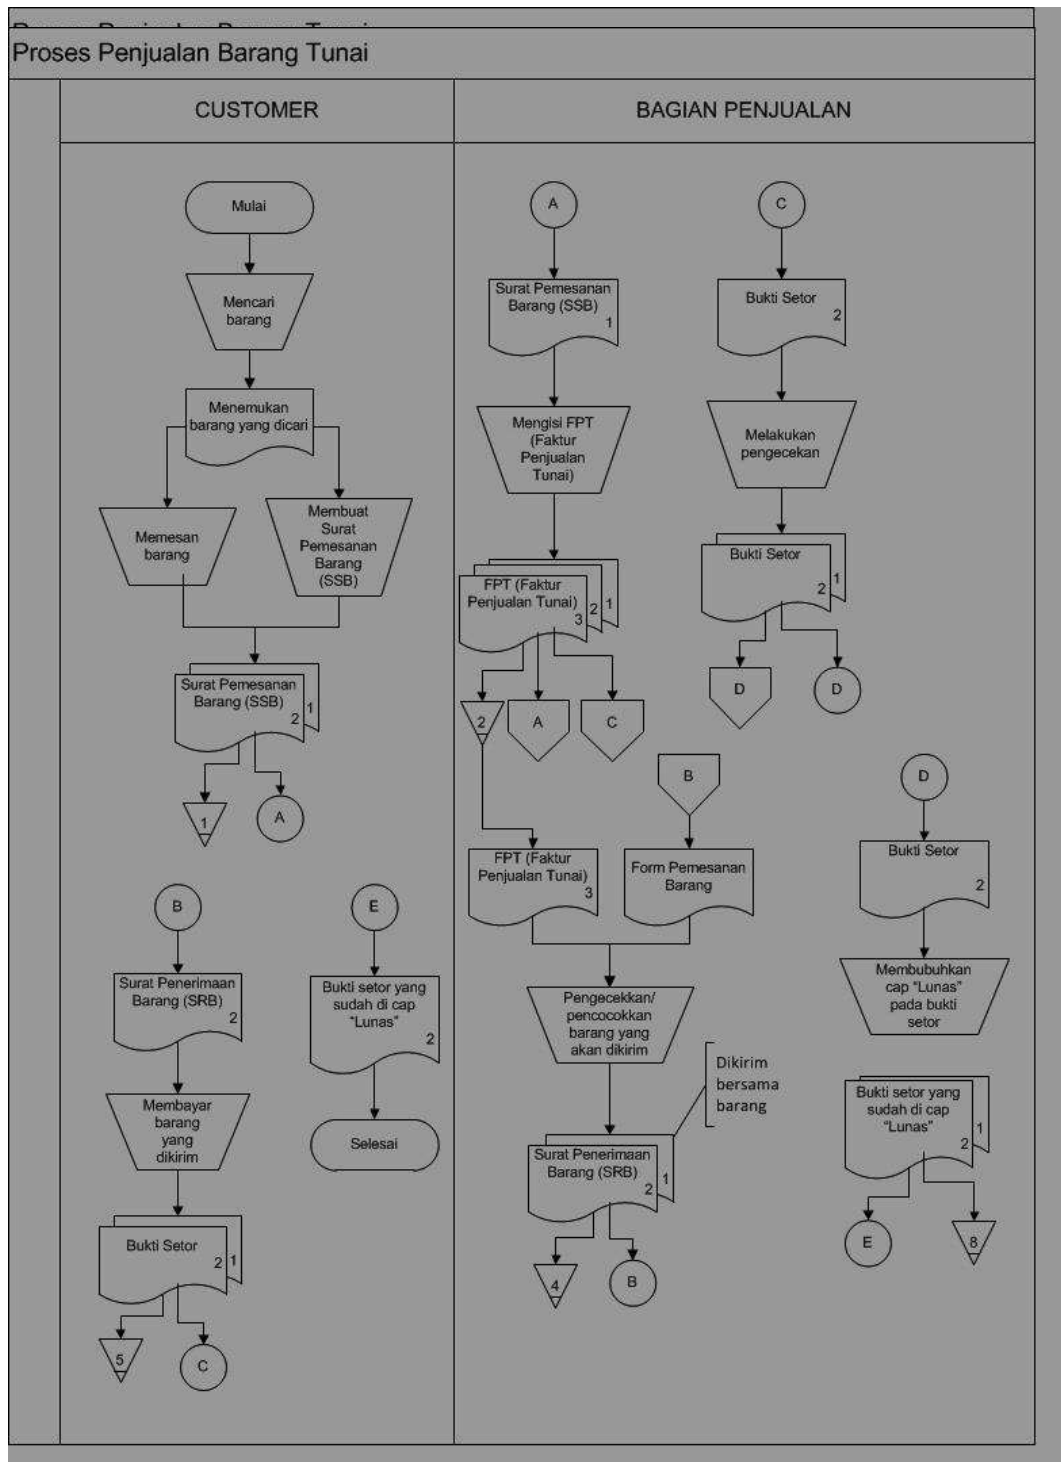 Proses Penjualan Barang Tunai
CUSTOMER
BAGIAN PENJUALAN
Mulai
Mencari
barang
Menemukan
barang yang dicari
Memesan
barang
Membuat
Surat
Pemesanan
Barang
(SSB)
Surat Pemesanan
Barang (SSB)
2
1
1
A
B
Surat Penerimaan
Barang (SRB)
2
Membayar
barang
yang
dikirim
Bukti Setor
2
1
5
C
E
Bukti setor yang
sudah di cap
"Lunas"
2
Selesai
A
Surat Pemesanan
Barang (SSB)
1
Mengisi FPT
(Faktur
Penjualan
Tunai)
FPT (Faktur
Penjualan Tunai)
3
2
1
2
A
C
B
FPT (Faktur
Penjualan Tunai)
3
Form Pemesanan
Barang
Pengecekkan/
pencocokkan
barang yang
akan dikirim
Dikirim
bersama
barang
Surat Penerimaan
Barang (SRB)
2
1
4
B
C
Bukti Setor
2
Melakukan
pengecekan
Bukti Setor
2
1
D
D
D
Bukti Setor
2
Membubuhkan
cap "Lunas"
pada bukti
setor
Bukti setor yang
sudah di cap
"Lunas"
2
1
E
8